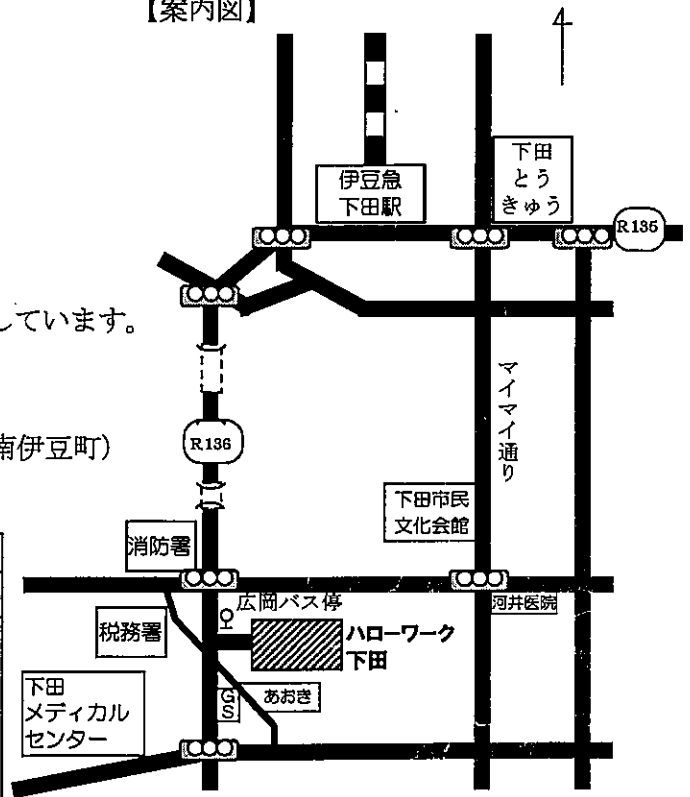 【案内図】
下田
とう
きゅう
伊豆急
下田駅
R135
しています。
マイマイ通り
南伊豆町）
R136
下田市民
文化会館
消防署
広岡バス停
河井医院
税務署
ハローワーク
下田
下田
メディカル
センター
GS
あおき